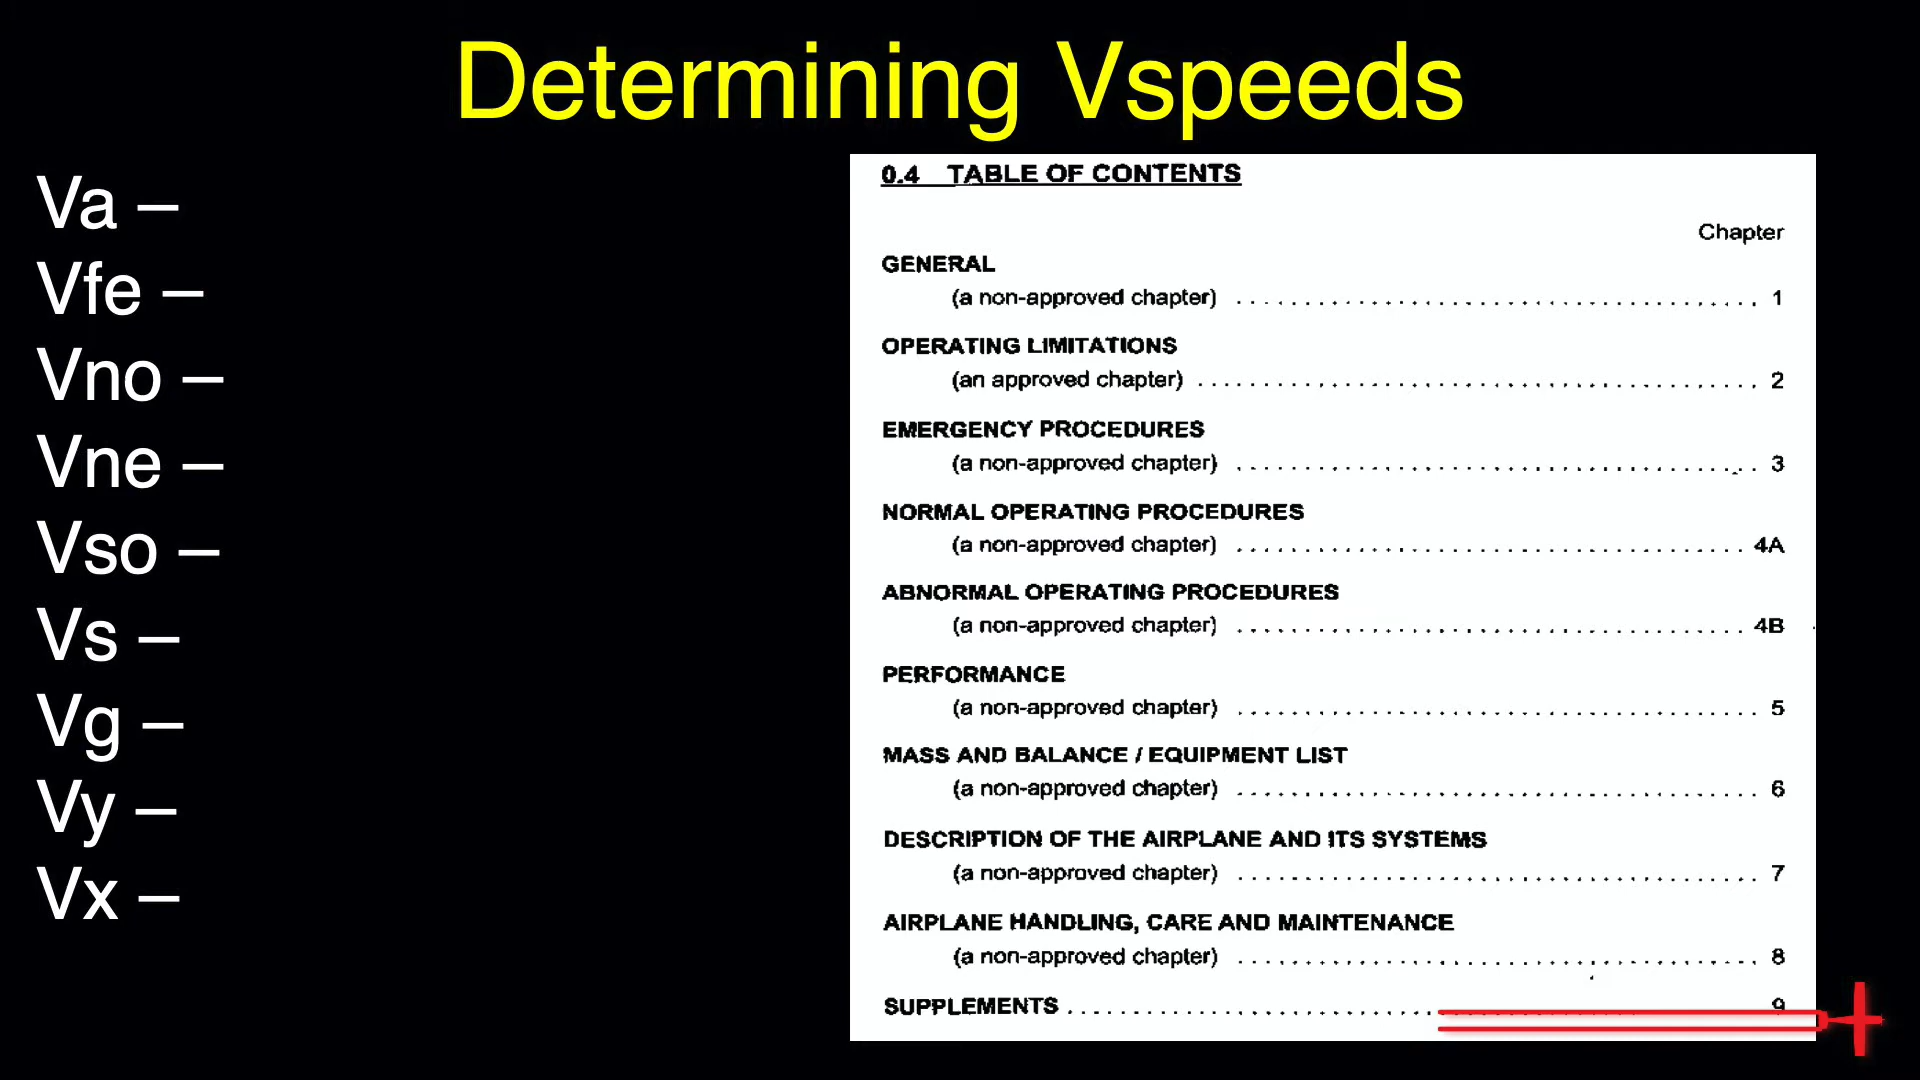 Determining Vspeeds
Va –
Vfe –
Vno –
Vne –
Vso –
Vs –
Vg –
Vy –
Vx –
0.4 TABLE OF CONTENTS
Chapter
GENERAL
(a non-approved chapter) ........................................ 1
OPERATING LIMITATIONS
(an approved chapter) ........................................... 2
EMERGENCY PROCEDURES
(a non-approved chapter) ........................................ 3
NORMAL OPERATING PROCEDURES
(a non-approved chapter) ....................................... 4A
ABNORMAL OPERATING PROCEDURES
(a non-approved chapter) ....................................... 4B
PERFORMANCE
(a non-approved chapter) ........................................ 5
MASS AND BALANCE / EQUIPMENT LIST
(a non-approved chapter) ........................................ 6
DESCRIPTION OF THE AIRPLANE AND ITS SYSTEMS
(a non-approved chapter) ........................................ 7
AIRPLANE HANDLING, CARE AND MAINTENANCE
(a non-approved chapter) ........................................ 8
SUPPLEMENTS .................................................... 9